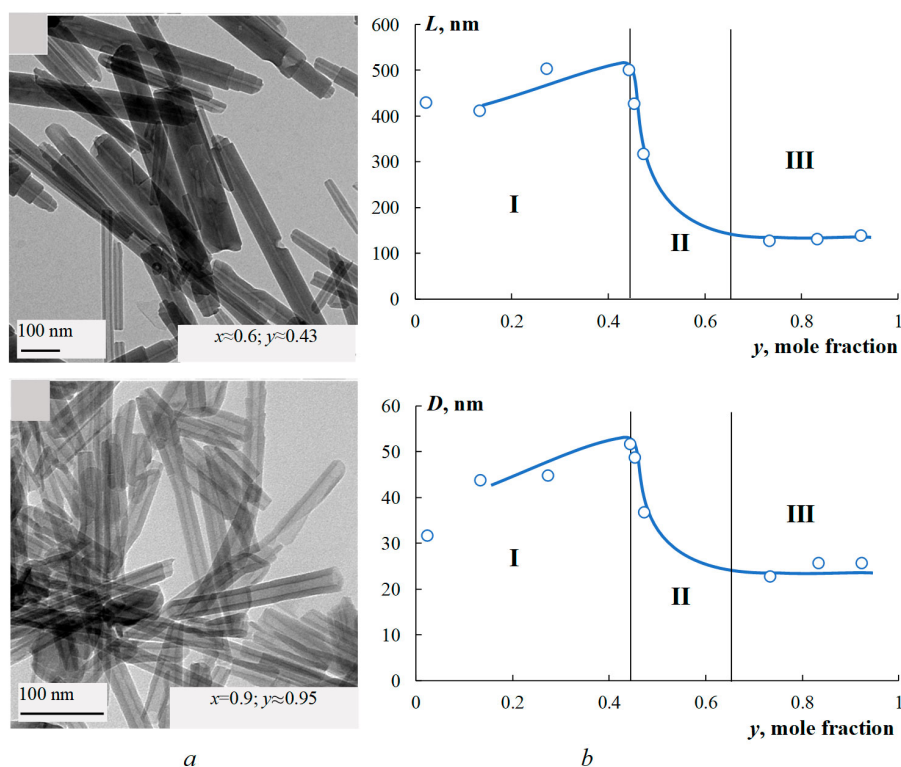 100 nm
x≈0.6; y≈0.43
L, nm
600
500
400
300
200
100
0
I
II
III
0 0.2 0.4 0.6 0.8 1
y, mole fraction
100 nm
x=0.9; y≈0.95
D, nm
60
50
40
30
20
10
0
I
II
III
0 0.2 0.4 0.6 0.8 1
y, mole fraction
a
b